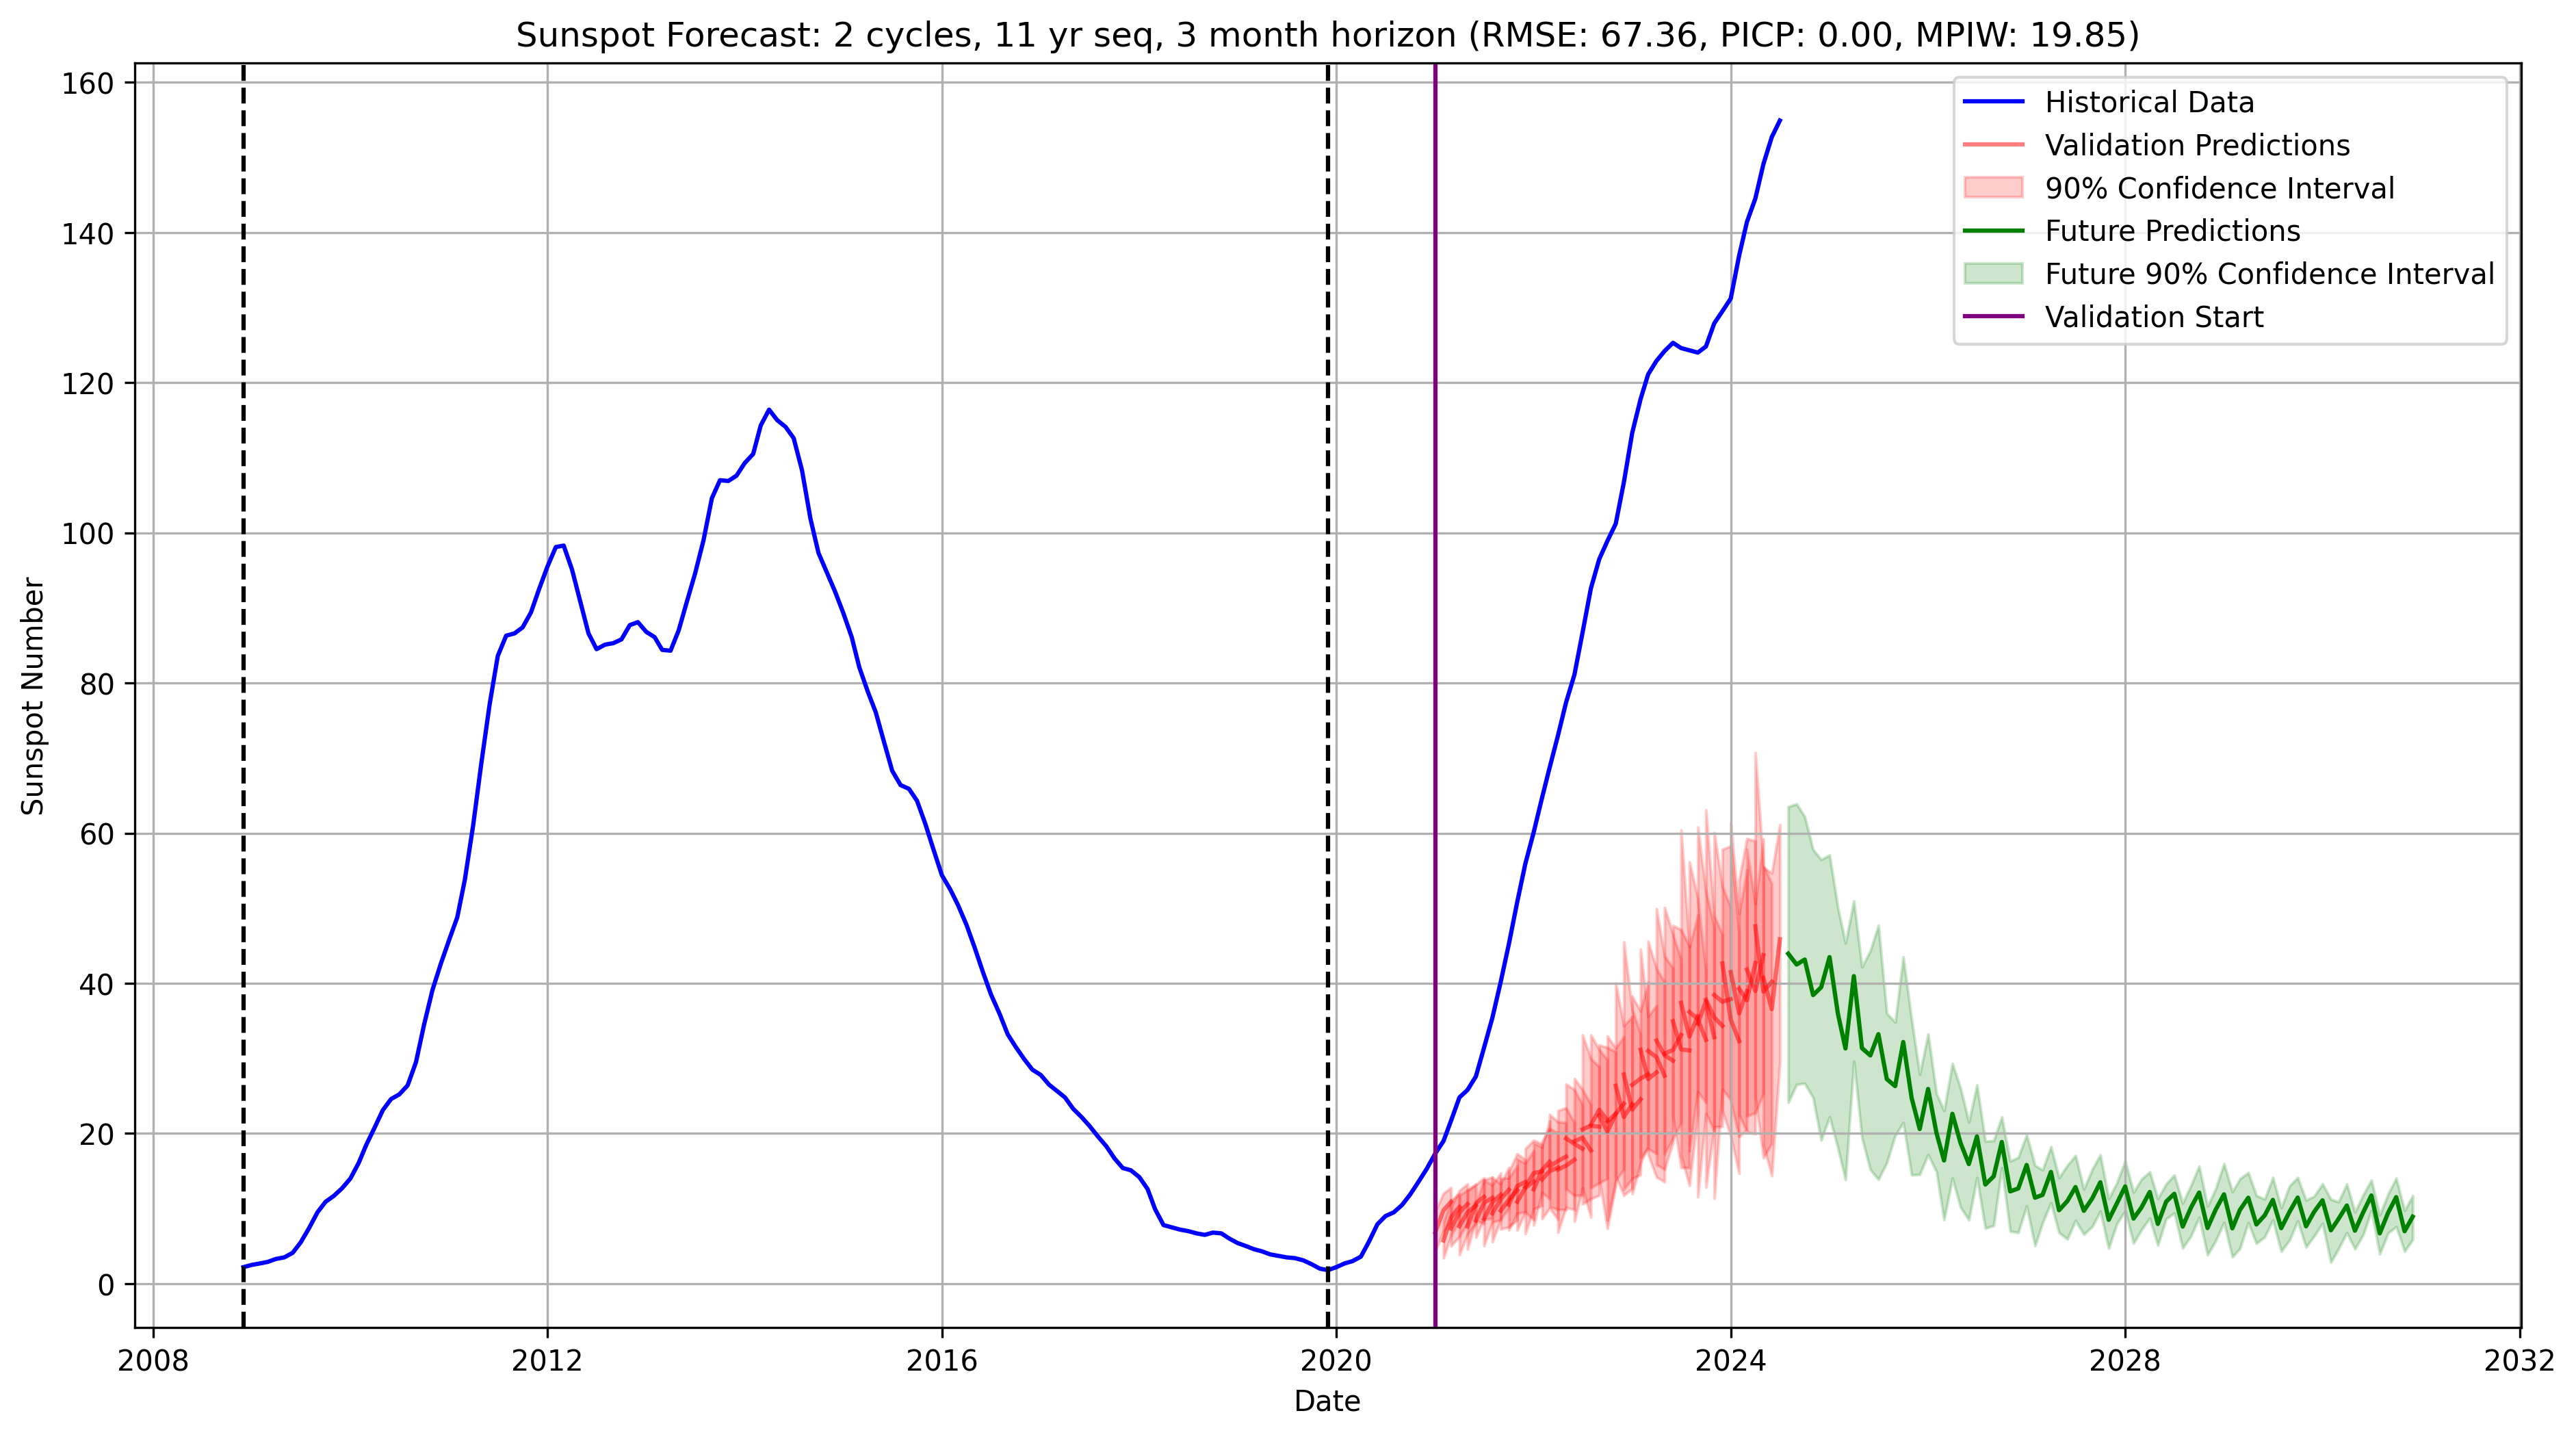 Sunspot Forecast: 2 cycles, 11 yr seq, 3 month horizon (RMSE: 67.36, PICP: 0.00, MPIW: 19.85)
Historical Data
Validation Predictions
90% Confidence Interval
Future Predictions
Future 90% Confidence Interval
Validation Start
Sunspot Number
160
140
120
100
80
60
40
20
0
2008 2012 2016 2020 2024 2028 2032
Date